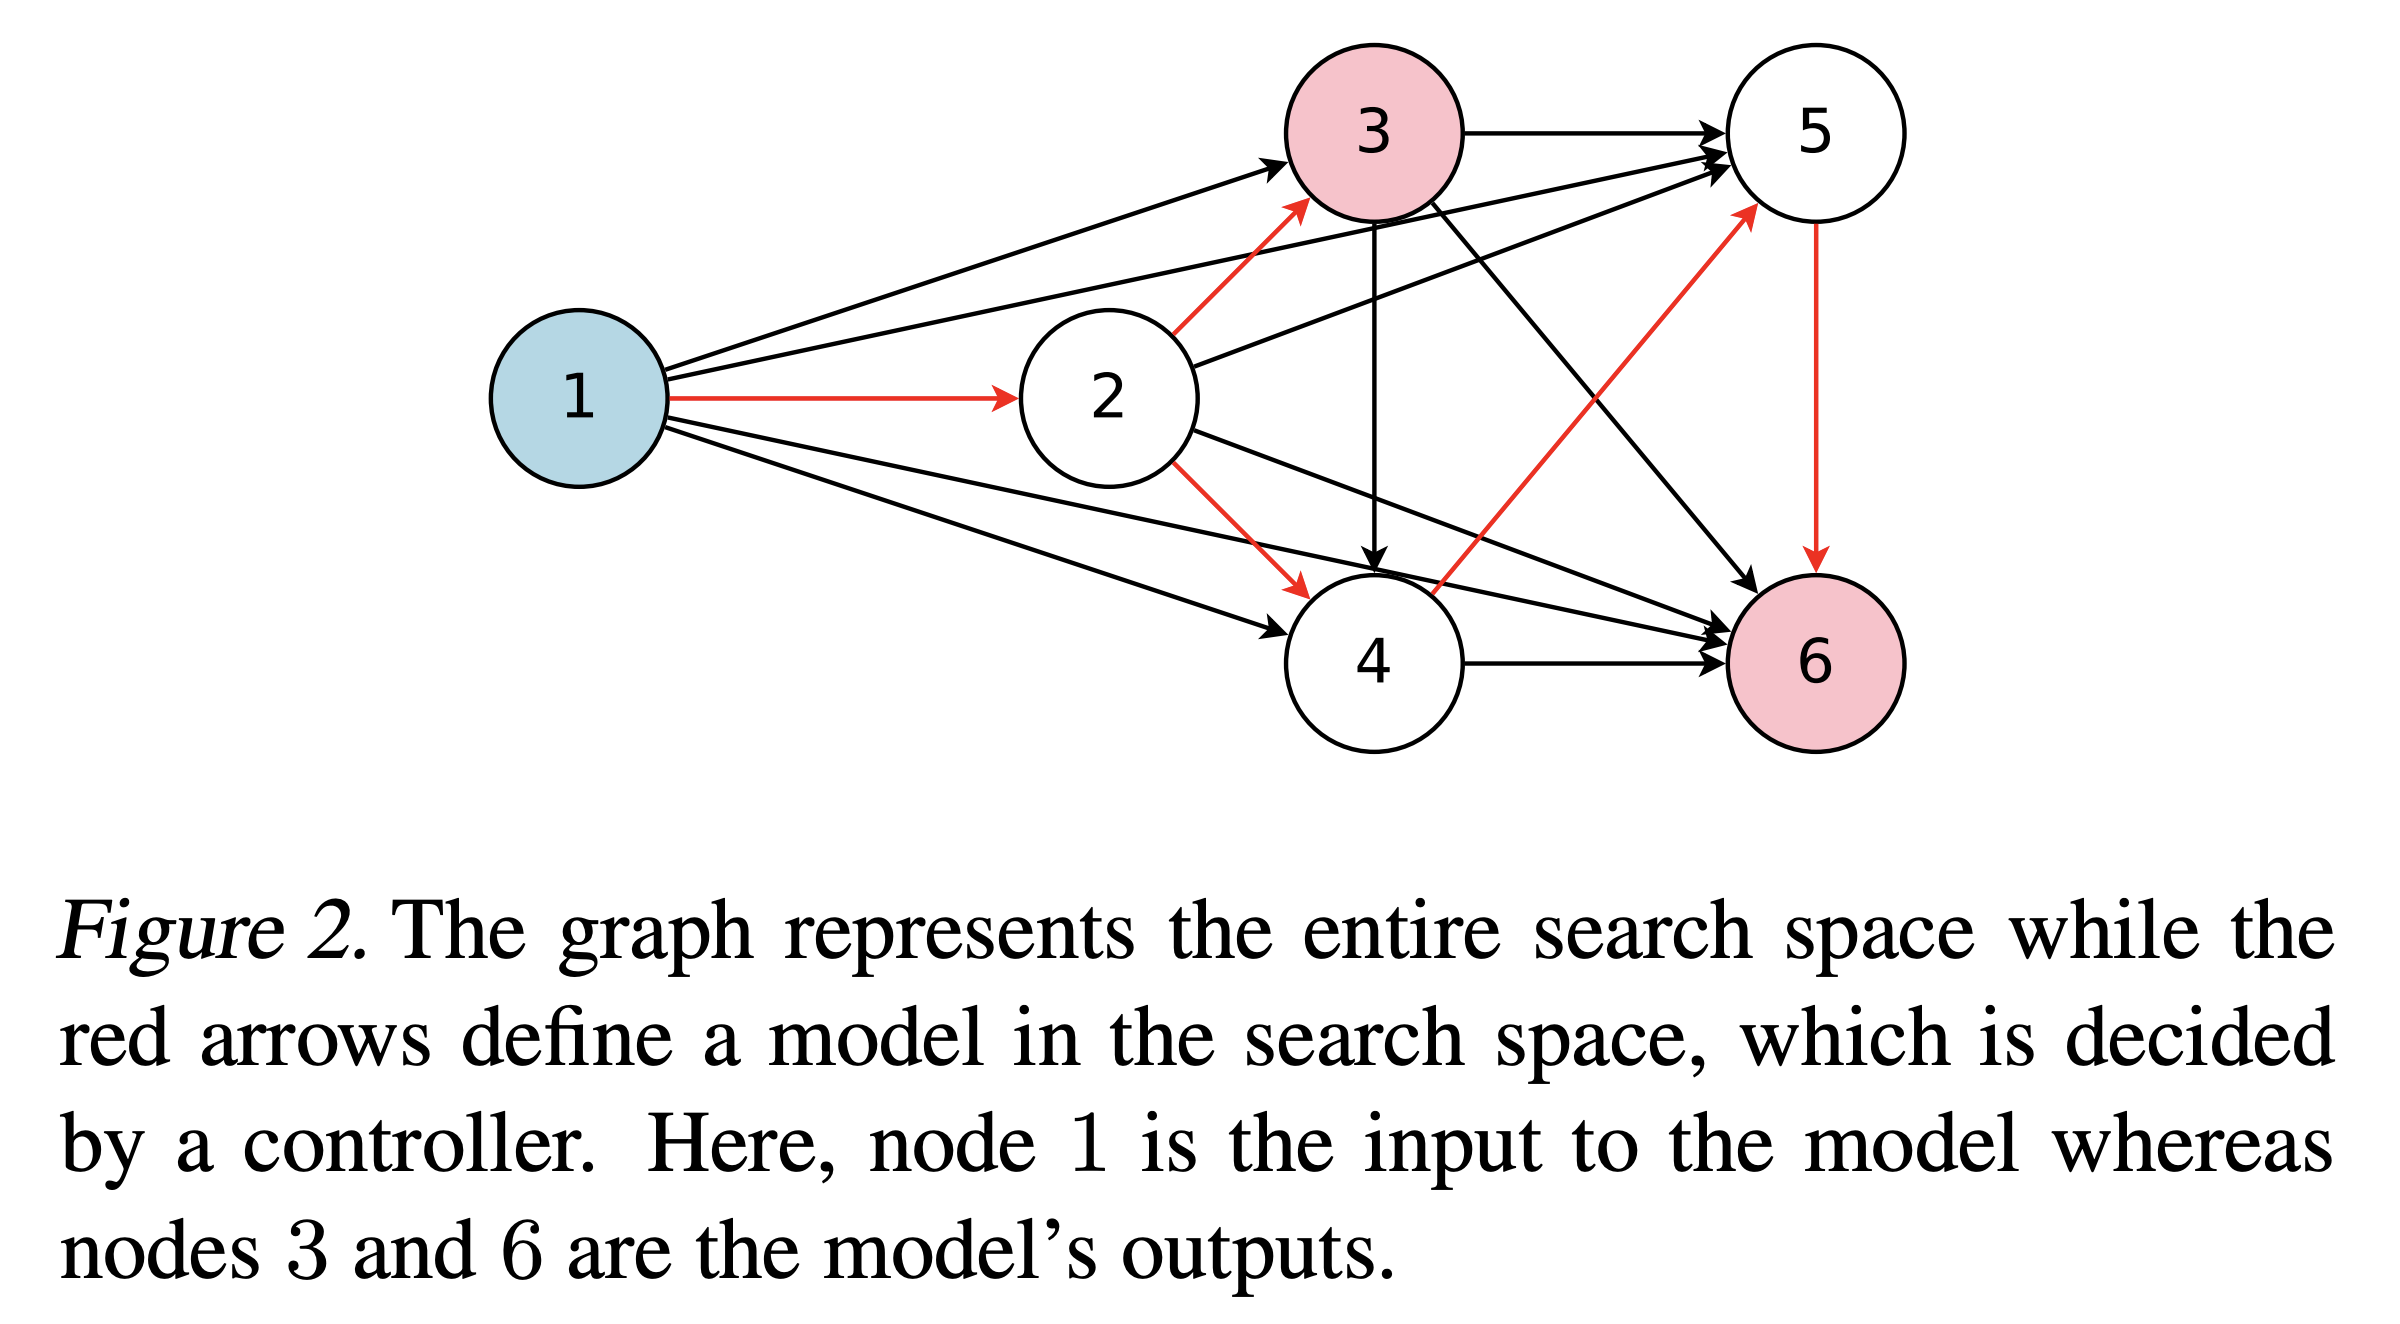 3 5
1 2
4 6
Figure 2. The graph represents the entire search space while the
red arrows define a model in the search space, which is decided
by a controller. Here, node 1 is the input to the model whereas
nodes 3 and 6 are the model’s outputs.